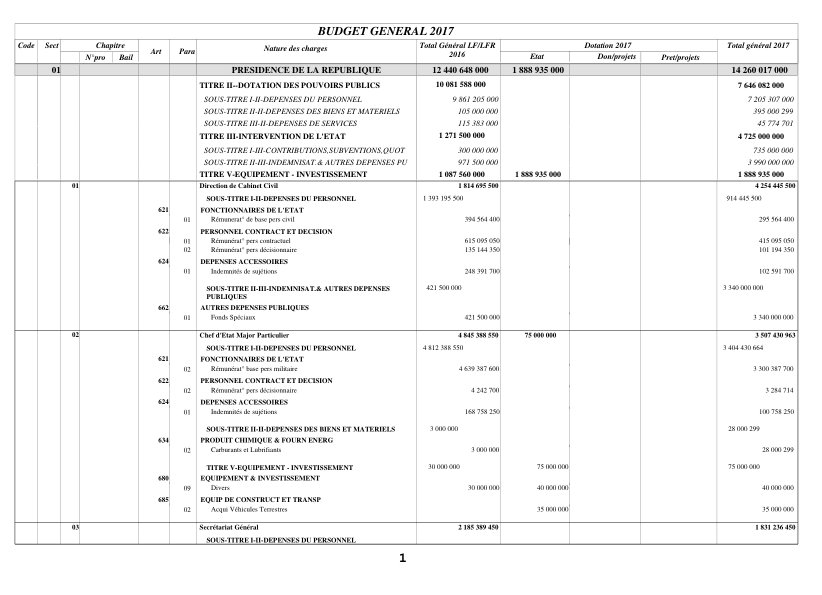 BUDGET GENERAL 2017
Code Sect Chapitre Art Para Nature des charges Total Général LF/LFR 2016 Dotation 2017 Total général 2017
N°pro Bail Etat Don/projets Pret/projets
01 PRESIDENCE DE LA REPUBLIQUE 12 440 648 000 1 888 935 000 14 260 017 000
TITRE II--DOTATION DES POUVOIRS PUBLICS 10 081 588 000 7 646 082 000
SOUS-TITRE I-II-DEPENSES DU PERSONNEL 9 861 205 000 7 205 307 000
SOUS-TITRE II-II-DEPENSES DES BIENS ET MATERIELS 105 000 000 395 000 299
SOUS-TITRE III-II-DEPENSES DE SERVICES 115 383 000 45 774 701
TITRE III-INTERVENTION DE L'ETAT 1 271 500 000 4 725 000 000
SOUS-TITRE I-III-CONTRIBUTIONS,SUBVENTIONS,QUOT 300 000 000 735 000 000
SOUS-TITRE II-III-INDEMNISAT.& AUTRES DEPENSES PU 971 500 000 3 990 000 000
TITRE V-EQUIPEMENT - INVESTISSEMENT 1 087 560 000 1 888 935 000 1 888 935 000
01 Direction de Cabinet Civil 1 814 695 500 4 254 445 500
SOUS-TITRE I-II-DEPENSES DU PERSONNEL 1 393 195 500 914 445 500
621 FONCTIONNAIRES DE L'ETAT
01 Rémunerat° de base pers civil 394 564 400 295 564 400
622 PERSONNEL CONTRACT ET DECISION
01 Rémunérat° pers contractuel 615 095 050 415 095 050
02 Rémunérat° pers décisionnaire 135 144 350 101 194 350
624 DEPENSES ACCESSOIRES
01 Indemnités de sujétions 248 391 700 102 591 700
SOUS-TITRE II-III-INDEMNISAT.& AUTRES DEPENSES PUBLIQUES 421 500 000 3 340 000 000
662 AUTRES DEPENSES PUBLIQUES
01 Fonds Spéciaux 421 500 000 3 340 000 000
02 Chef d'Etat Major Particulier 4 845 388 550 75 000 000 3 507 430 963
SOUS-TITRE I-II-DEPENSES DU PERSONNEL 4 812 388 550 3 404 430 664
621 FONCTIONNAIRES DE L'ETAT
02 Rémunérat° base pers militaire 4 639 387 600 3 300 387 700
622 PERSONNEL CONTRACT ET DECISION
02 Rémunérat° pers décisionnaire 4 242 700 3 284 714
624 DEPENSES ACCESSOIRES
01 Indemnités de sujétions 168 758 250 100 758 250
SOUS-TITRE II-II-DEPENSES DES BIENS ET MATERIELS 3 000 000 28 000 299
634 PRODUIT CHIMIQUE & FOURN ENERG
02 Carburants et Lubrifiants 3 000 000 28 000 299
TITRE V-EQUIPEMENT - INVESTISSEMENT 30 000 000 75 000 000 75 000 000
680 EQUIPEMENT & INVESTISSEMENT
09 Divers 30 000 000 40 000 000 40 000 000
685 EQUIP DE CONSTRUCT ET TRANSP
02 Acqui Véhicules Terrestres 35 000 000 35 000 000
03 Secrétariat Général 2 185 389 450 1 831 236 450
SOUS-TITRE I-II-DEPENSES DU PERSONNEL
1